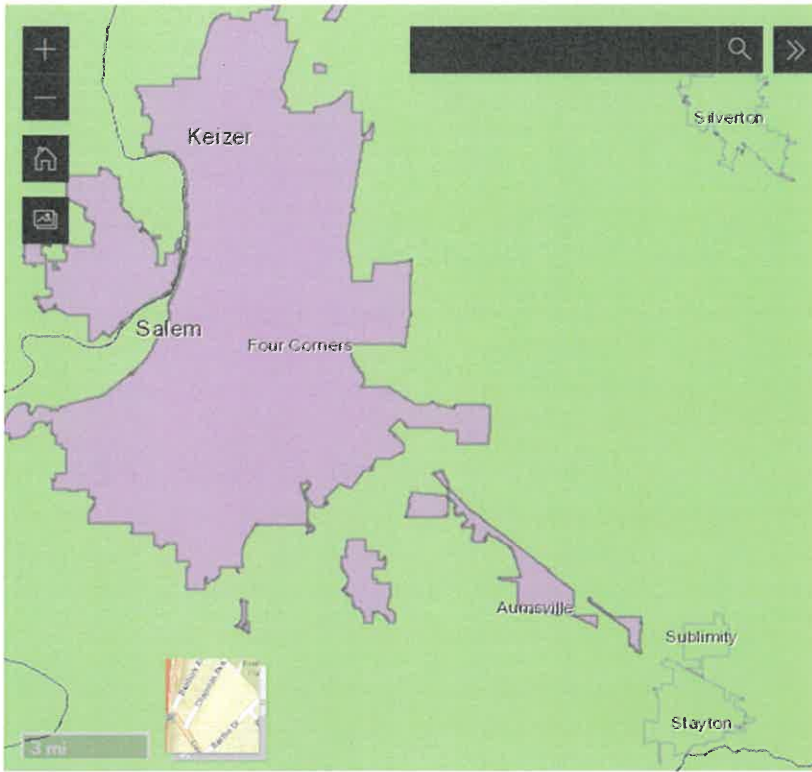 Silverton
Keizer
Salem
Four Corners
Aumsville
Sublimity
Stayton
3 mi